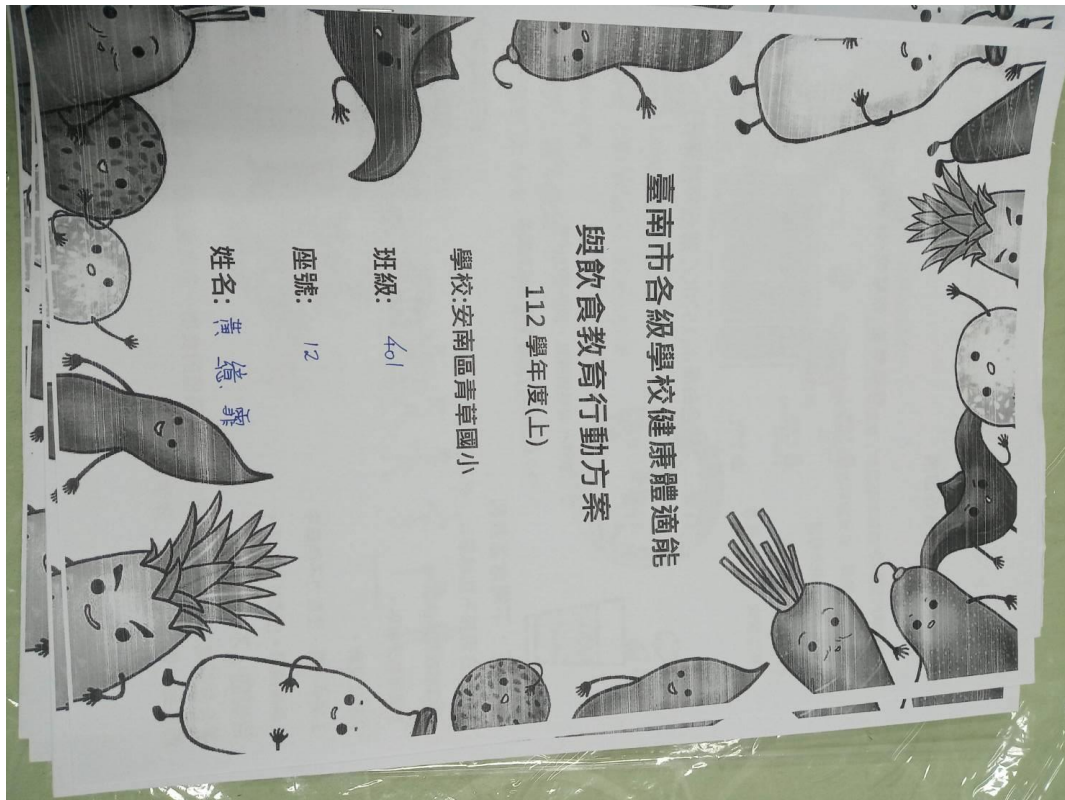 臺南市各級學校健康體適能
與飲食教育行動方案
112 學年度(上)
學校:安南區青草國小
班級: 401
座號: 12
姓名: 黃